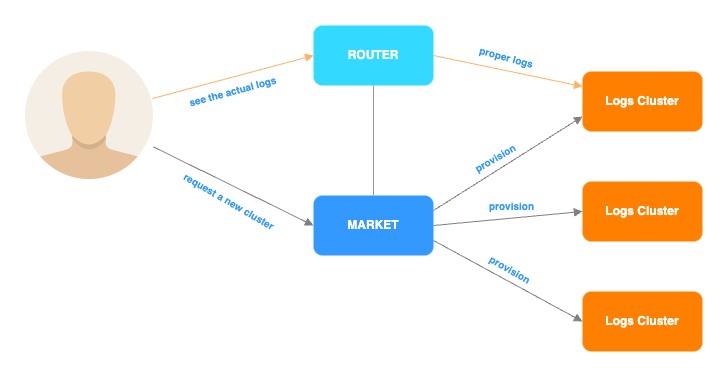 ROUTER
proper logs
see the actual logs
Logs Cluster
provision
request a new cluster
MARKET
provision
Logs Cluster
provision
Logs Cluster